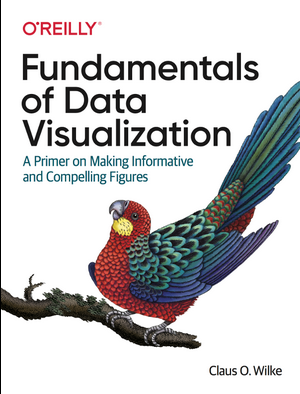 O'REILLY®
Fundamentals
of Data
Visualization
A Primer on Making Informative
and Compelling Figures
Claus O. Wilke